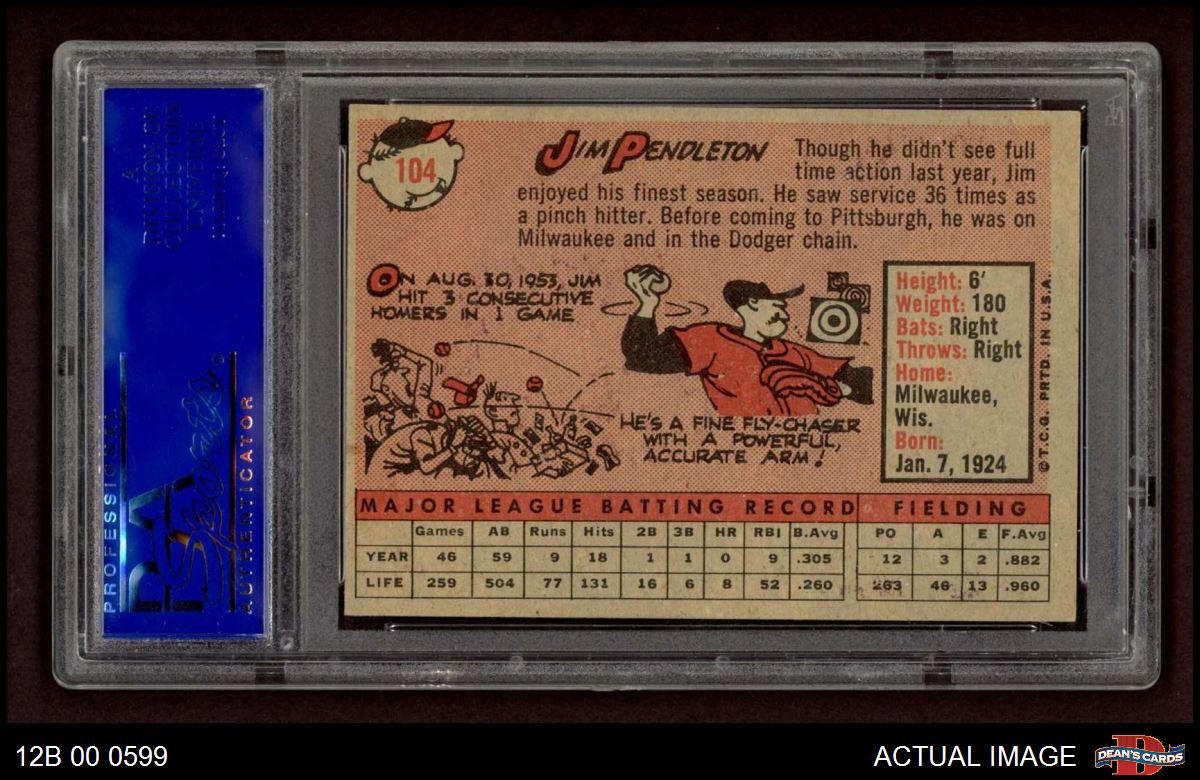 A
DIVISION OF
COLLECTORS
UNIVERSE
PROFESSIONAL
PSA
Sports
AUTHENTICATOR
104
JIM PENDLETON
Though he didn't see full
time action last year, Jim
enjoyed his finest season. He saw service 36 times as
a pinch hitter. Before coming to Pittsburgh, he was on
Milwaukee and in the Dodger chain.
ON AUG. 30, 1953, JIM
HIT 3 CONSECUTIVE
HOMERS IN 1 GAME
HE'S A FINE FLY-CHASER
WITH A POWERFUL,
ACCURATE ARM!
Height: 6'
Weight: 180
Bats: Right
Throws: Right
Home:
Milwaukee,
Wis.
Born:
Jan. 7, 1924
©T.C.G. PRTD. IN U.S.A.
MAJOR LEAGUE BATTING RECORD FIELDING
Games AB Runs Hits 2B 3B HR RBI B.Avg PO A E F.Avg
YEAR 46 59 9 18 1 1 0 9 .305 12 3 2 .882
LIFE 259 504 77 131 16 6 8 52 .260 263 46 13 .960
12B 00 0599
ACTUAL IMAGE
D
DEAN'S CARDS